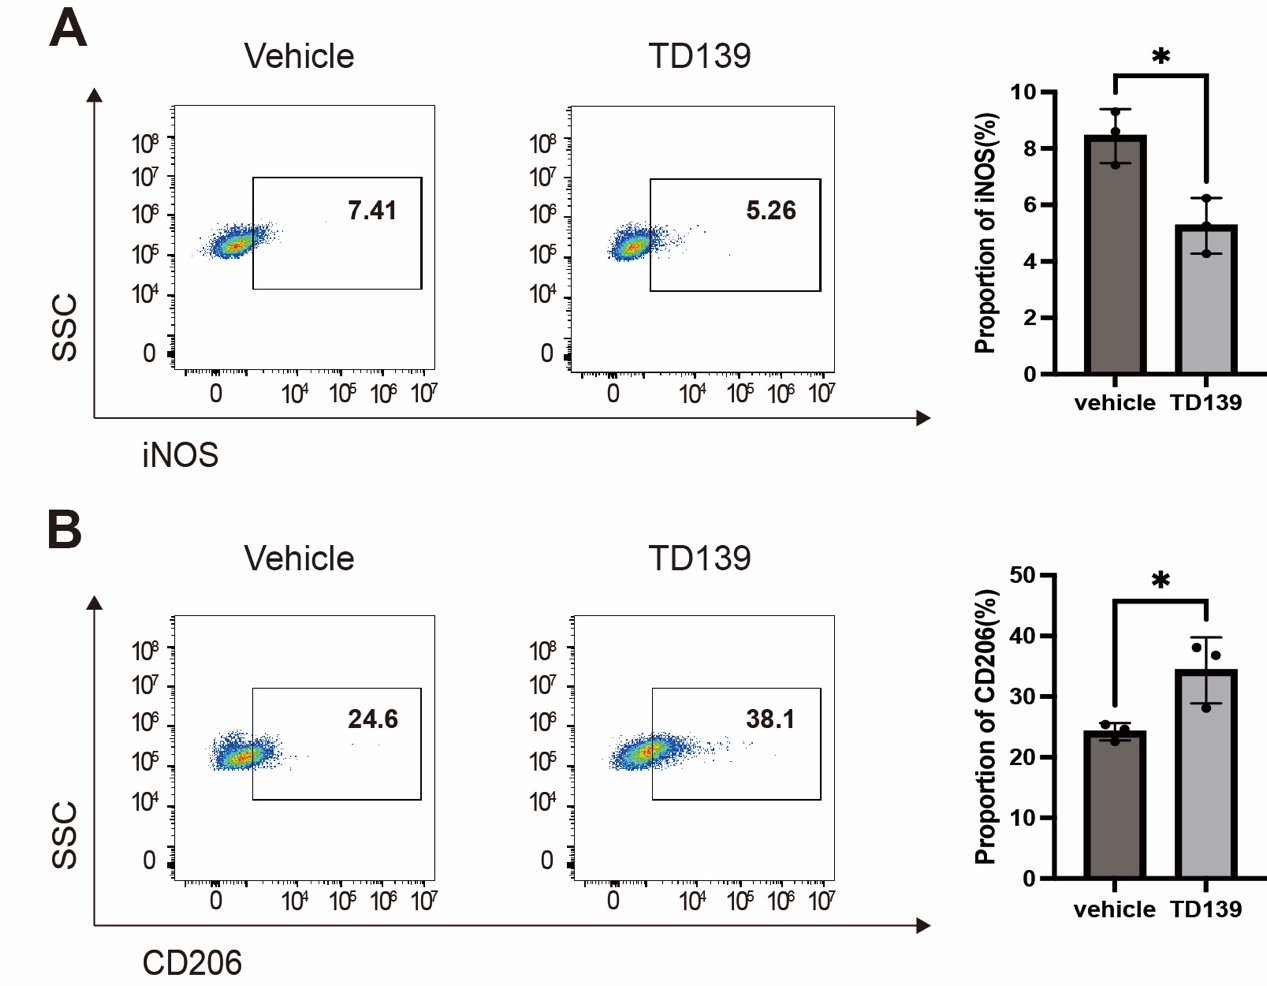 A
Vehicle
TD139
10⁸
10⁷
10⁶
10⁵
10⁴
0
7.41
0 10⁴ 10⁵ 10⁶ 10⁷
10⁸
10⁷
10⁶
10⁵
10⁴
0
5.26
0 10⁴ 10⁵ 10⁶ 10⁷
SSC
iNOS
*
Proportion of iNOS(%)
10
8
6
4
2
0
vehicle TD139
B
Vehicle
TD139
10⁸
10⁷
10⁶
10⁵
10⁴
0
24.6
0 10⁴ 10⁵ 10⁶ 10⁷
10⁸
10⁷
10⁶
10⁵
10⁴
0
38.1
0 10⁴ 10⁵ 10⁶ 10⁷
SSC
CD206
*
Proportion of CD206(%)
50
40
30
20
10
0
vehicle TD139